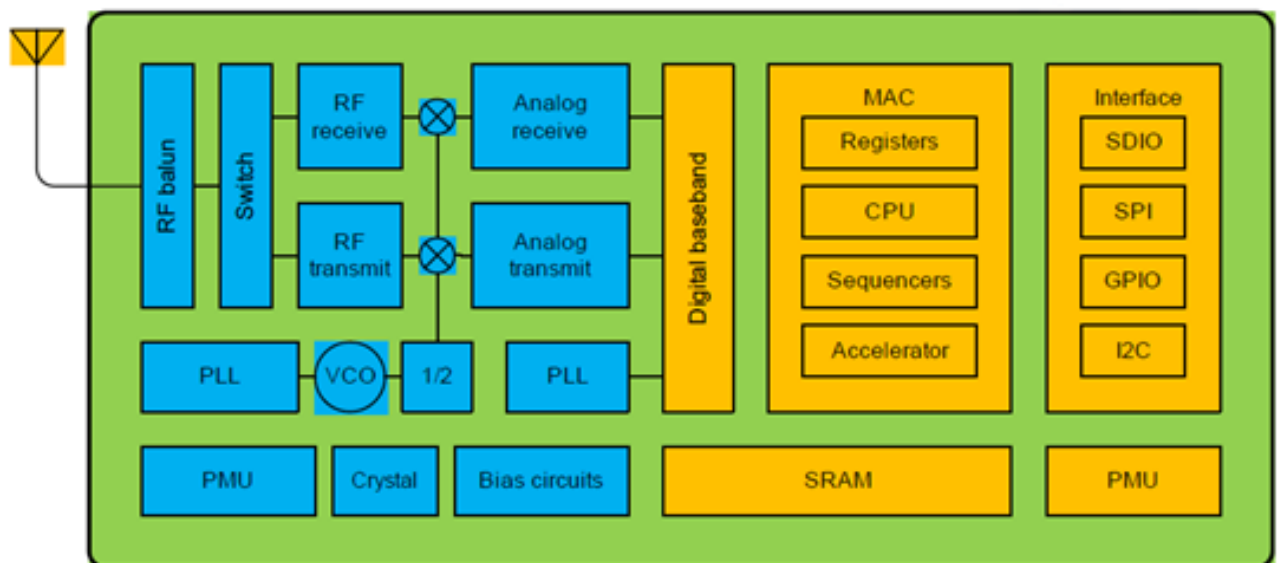 RF balun
Switch
RF
receive
Analog
receive
RF
transmit
Analog
transmit
PLL
VCO
1/2
PLL
Digital baseband
MAC
Registers
CPU
Sequencers
Accelerator
Interface
SDIO
SPI
GPIO
I2C
PMU
Crystal
Bias circuits
SRAM
PMU